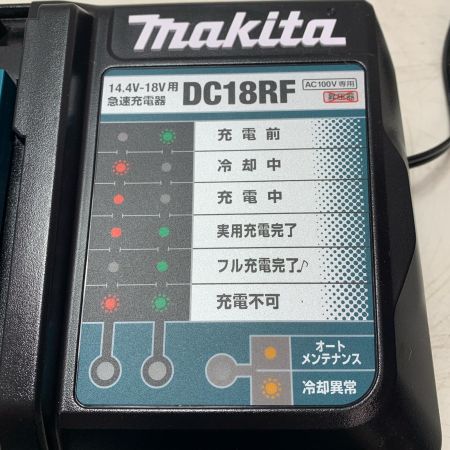 makita
14.4V-18V用
急速充電器
DC18RF
AC100V専用
昇圧器
充電前
冷却中
充電中
実用充電完了
フル充電完了♪
充電不可
オート
メンテナンス
冷却異常